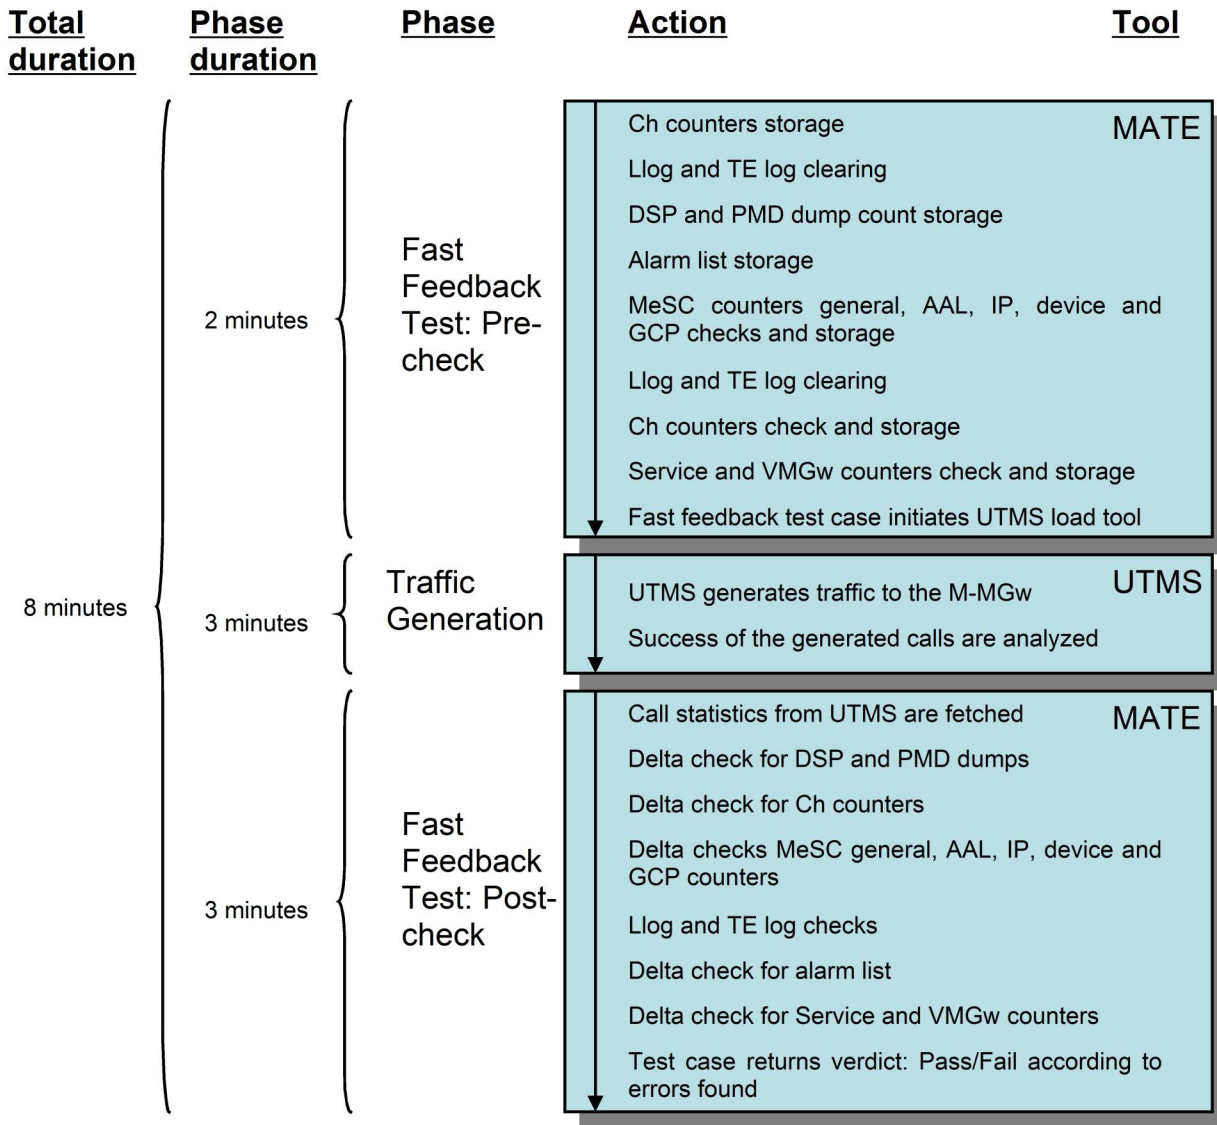 Total duration
Phase duration
Phase
Action
Tool
8 minutes
2 minutes
Fast
Feedback
Test: Pre-
check
MATE
Ch counters storage
Llog and TE log clearing
DSP and PMD dump count storage
Alarm list storage
MeSC counters general, AAL, IP, device and
GCP checks and storage
Llog and TE log clearing
Ch counters check and storage
Service and VMGw counters check and storage
Fast feedback test case initiates UTMS load tool
3 minutes
Traffic
Generation
UTMS
UTMS generates traffic to the M-MGw
Success of the generated calls are analyzed
3 minutes
Fast
Feedback
Test: Post-
check
MATE
Call statistics from UTMS are fetched
Delta check for DSP and PMD dumps
Delta check for Ch counters
Delta checks MeSC general, AAL, IP, device and
GCP counters
Llog and TE log checks
Delta check for alarm list
Delta check for Service and VMGw counters
Test case returns verdict: Pass/Fail according to
errors found